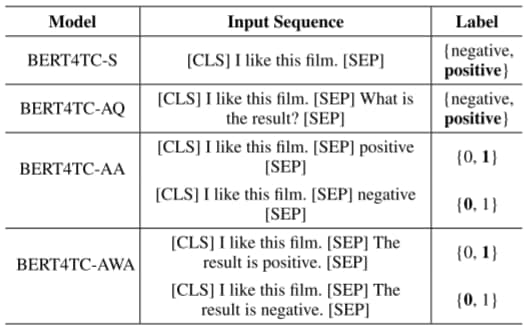 Model Input Sequence Label
BERT4TC-S [CLS] I like this film. [SEP] {negative,
positive}
BERT4TC-AQ [CLS] I like this film. [SEP] What is
the result? [SEP] {negative,
positive}
BERT4TC-AA [CLS] I like this film. [SEP] positive
[SEP] {0, 1}
[CLS] I like this film. [SEP] negative
[SEP] {0, 1}
BERT4TC-AWA [CLS] I like this film. [SEP] The
result is positive. [SEP] {0, 1}
[CLS] I like this film. [SEP] The
result is negative. [SEP] {0, 1}